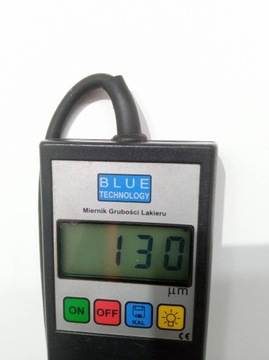 BLUE
TECHNOLOGY
Miernik Grubości Lakieru
130
µm
ON OFF KAL
CE